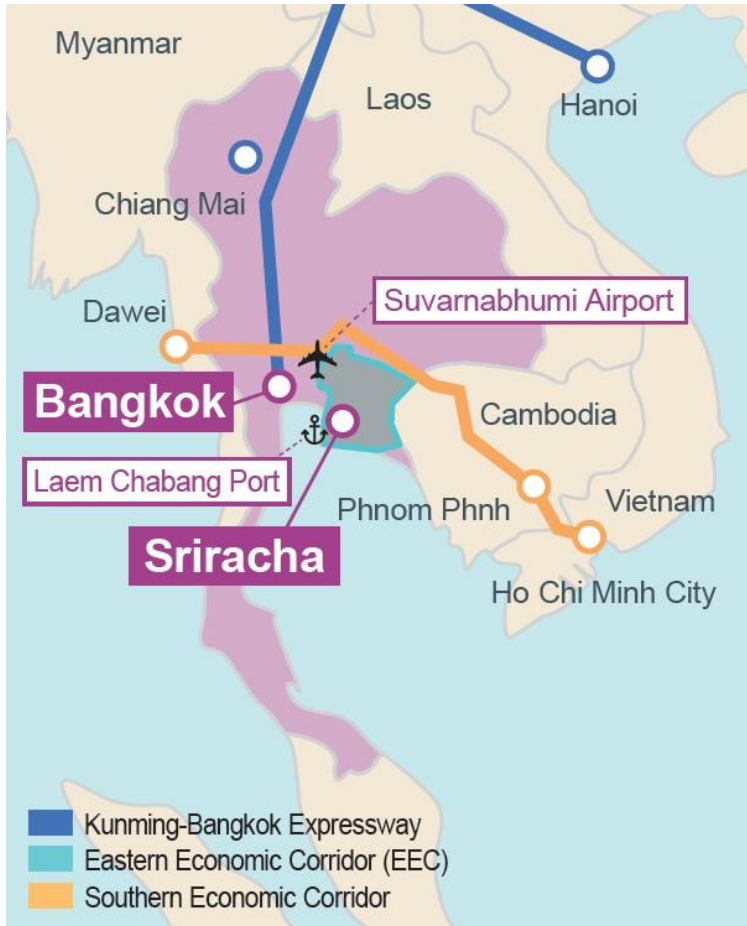 Myanmar
Laos
Hanoi
Chiang Mai
Suvarnabhumi Airport
Dawei
Bangkok
Cambodia
Laem Chabang Port
Phnom Phnh
Vietnam
Sriracha
Ho Chi Minh City
Kunming-Bangkok Expressway
Eastern Economic Corridor (EEC)
Southern Economic Corridor